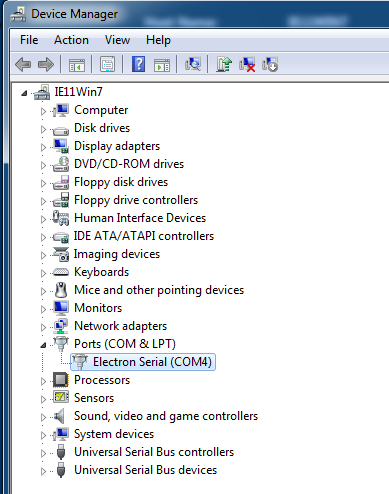 Device Manager
File Action View Help
IE11Win7
Computer
Disk drives
Display adapters
DVD/CD-ROM drives
Floppy disk drives
Floppy drive controllers
Human Interface Devices
IDE ATA/ATAPI controllers
Imaging devices
Keyboards
Mice and other pointing devices
Monitors
Network adapters
Ports (COM & LPT)
Electron Serial (COM4)
Processors
Sensors
Sound, video and game controllers
System devices
Universal Serial Bus controllers
Universal Serial Bus devices